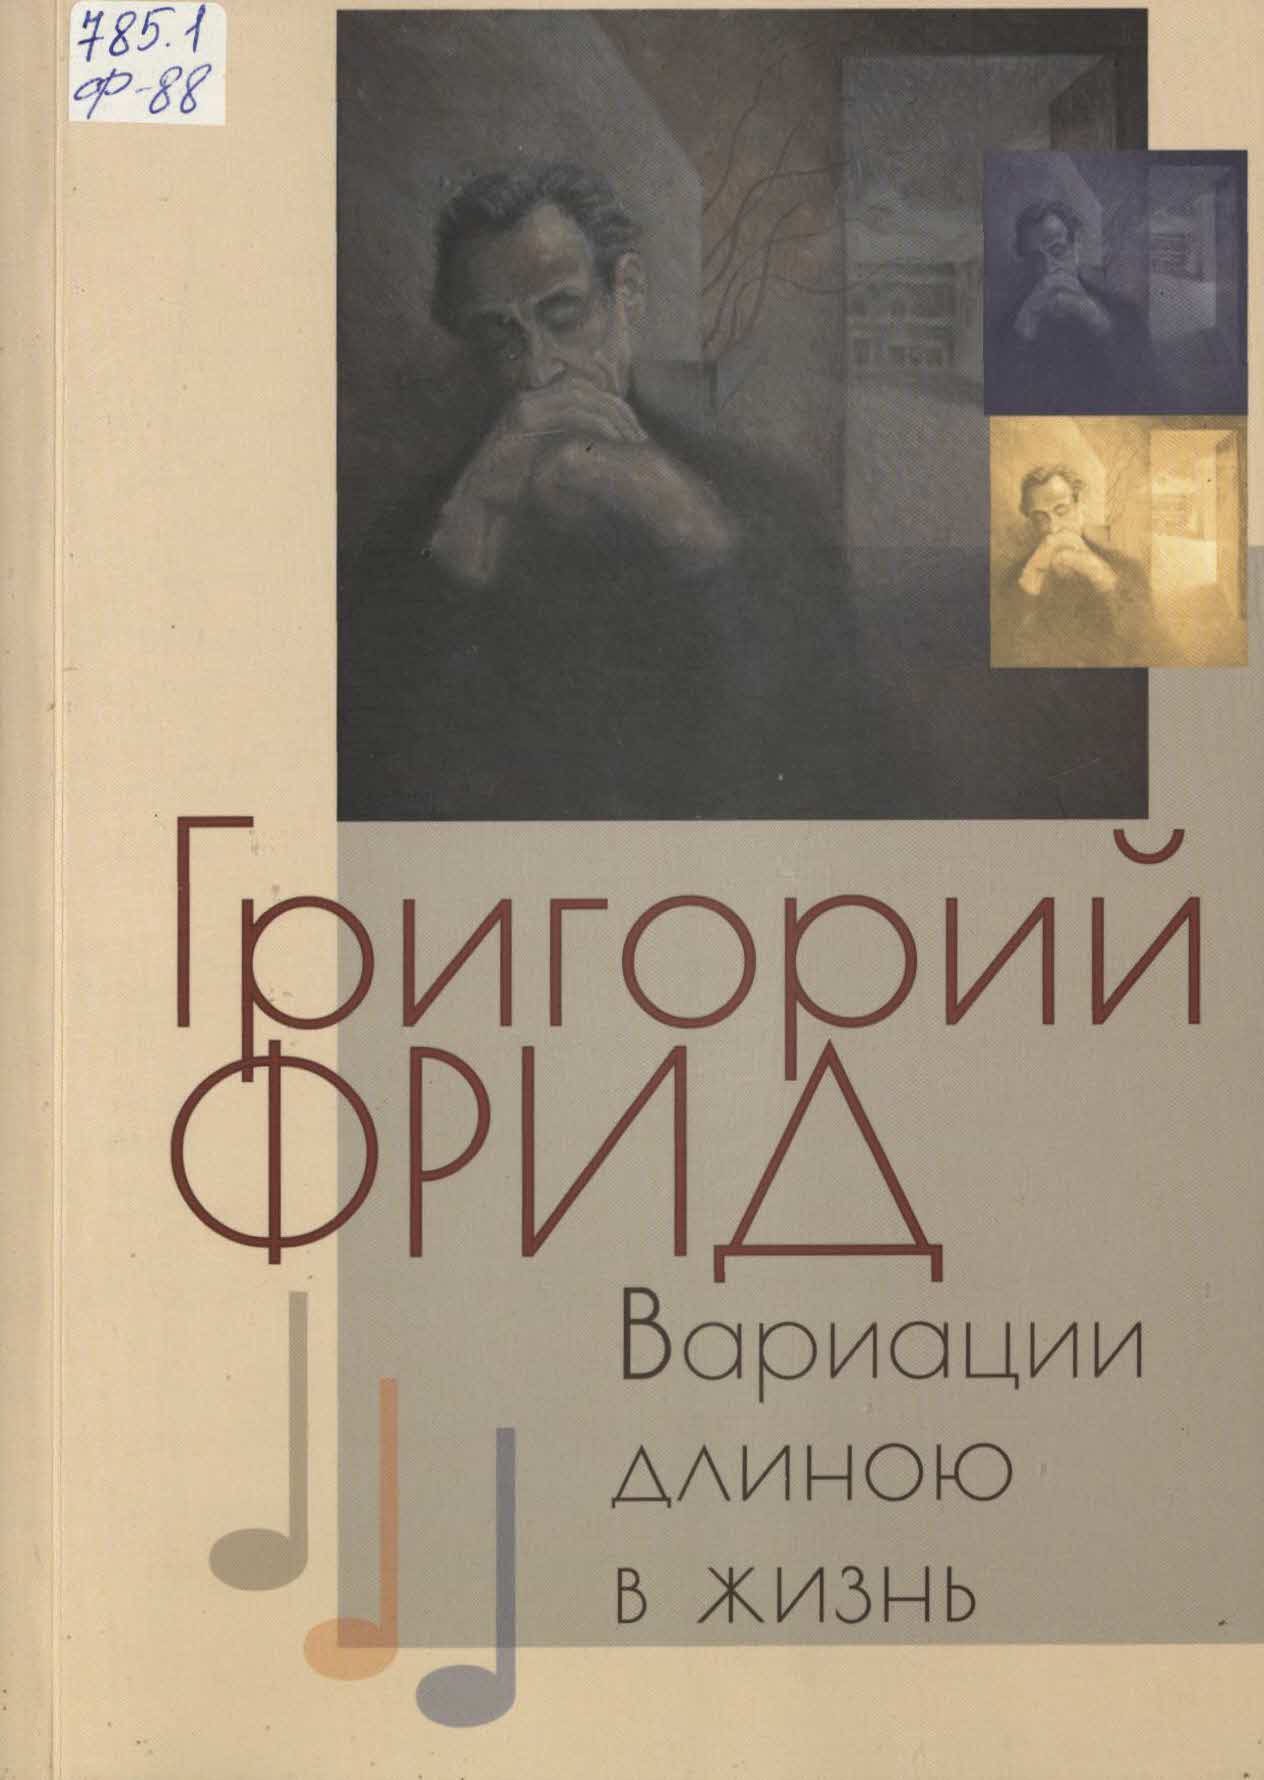 785.1
Ф-88
Григорий
ФРИД
Вариации
длиною
в жизнь